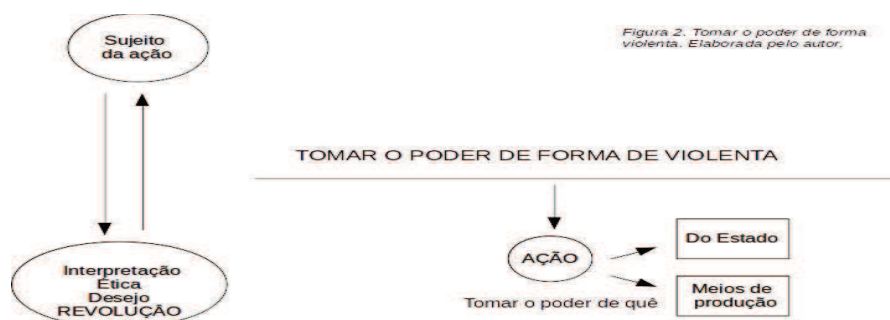 Sujeito
da ação
Figura 2. Tomar o poder de forma
violenta. Elaborada pelo autor.
TOMAR O PODER DE FORMA DE VIOLENTA
Interpretação
Ética
Desejo
REVOLUÇÃO
AÇÃO
Tomar o poder de quê
Do Estado
Meios de
produção